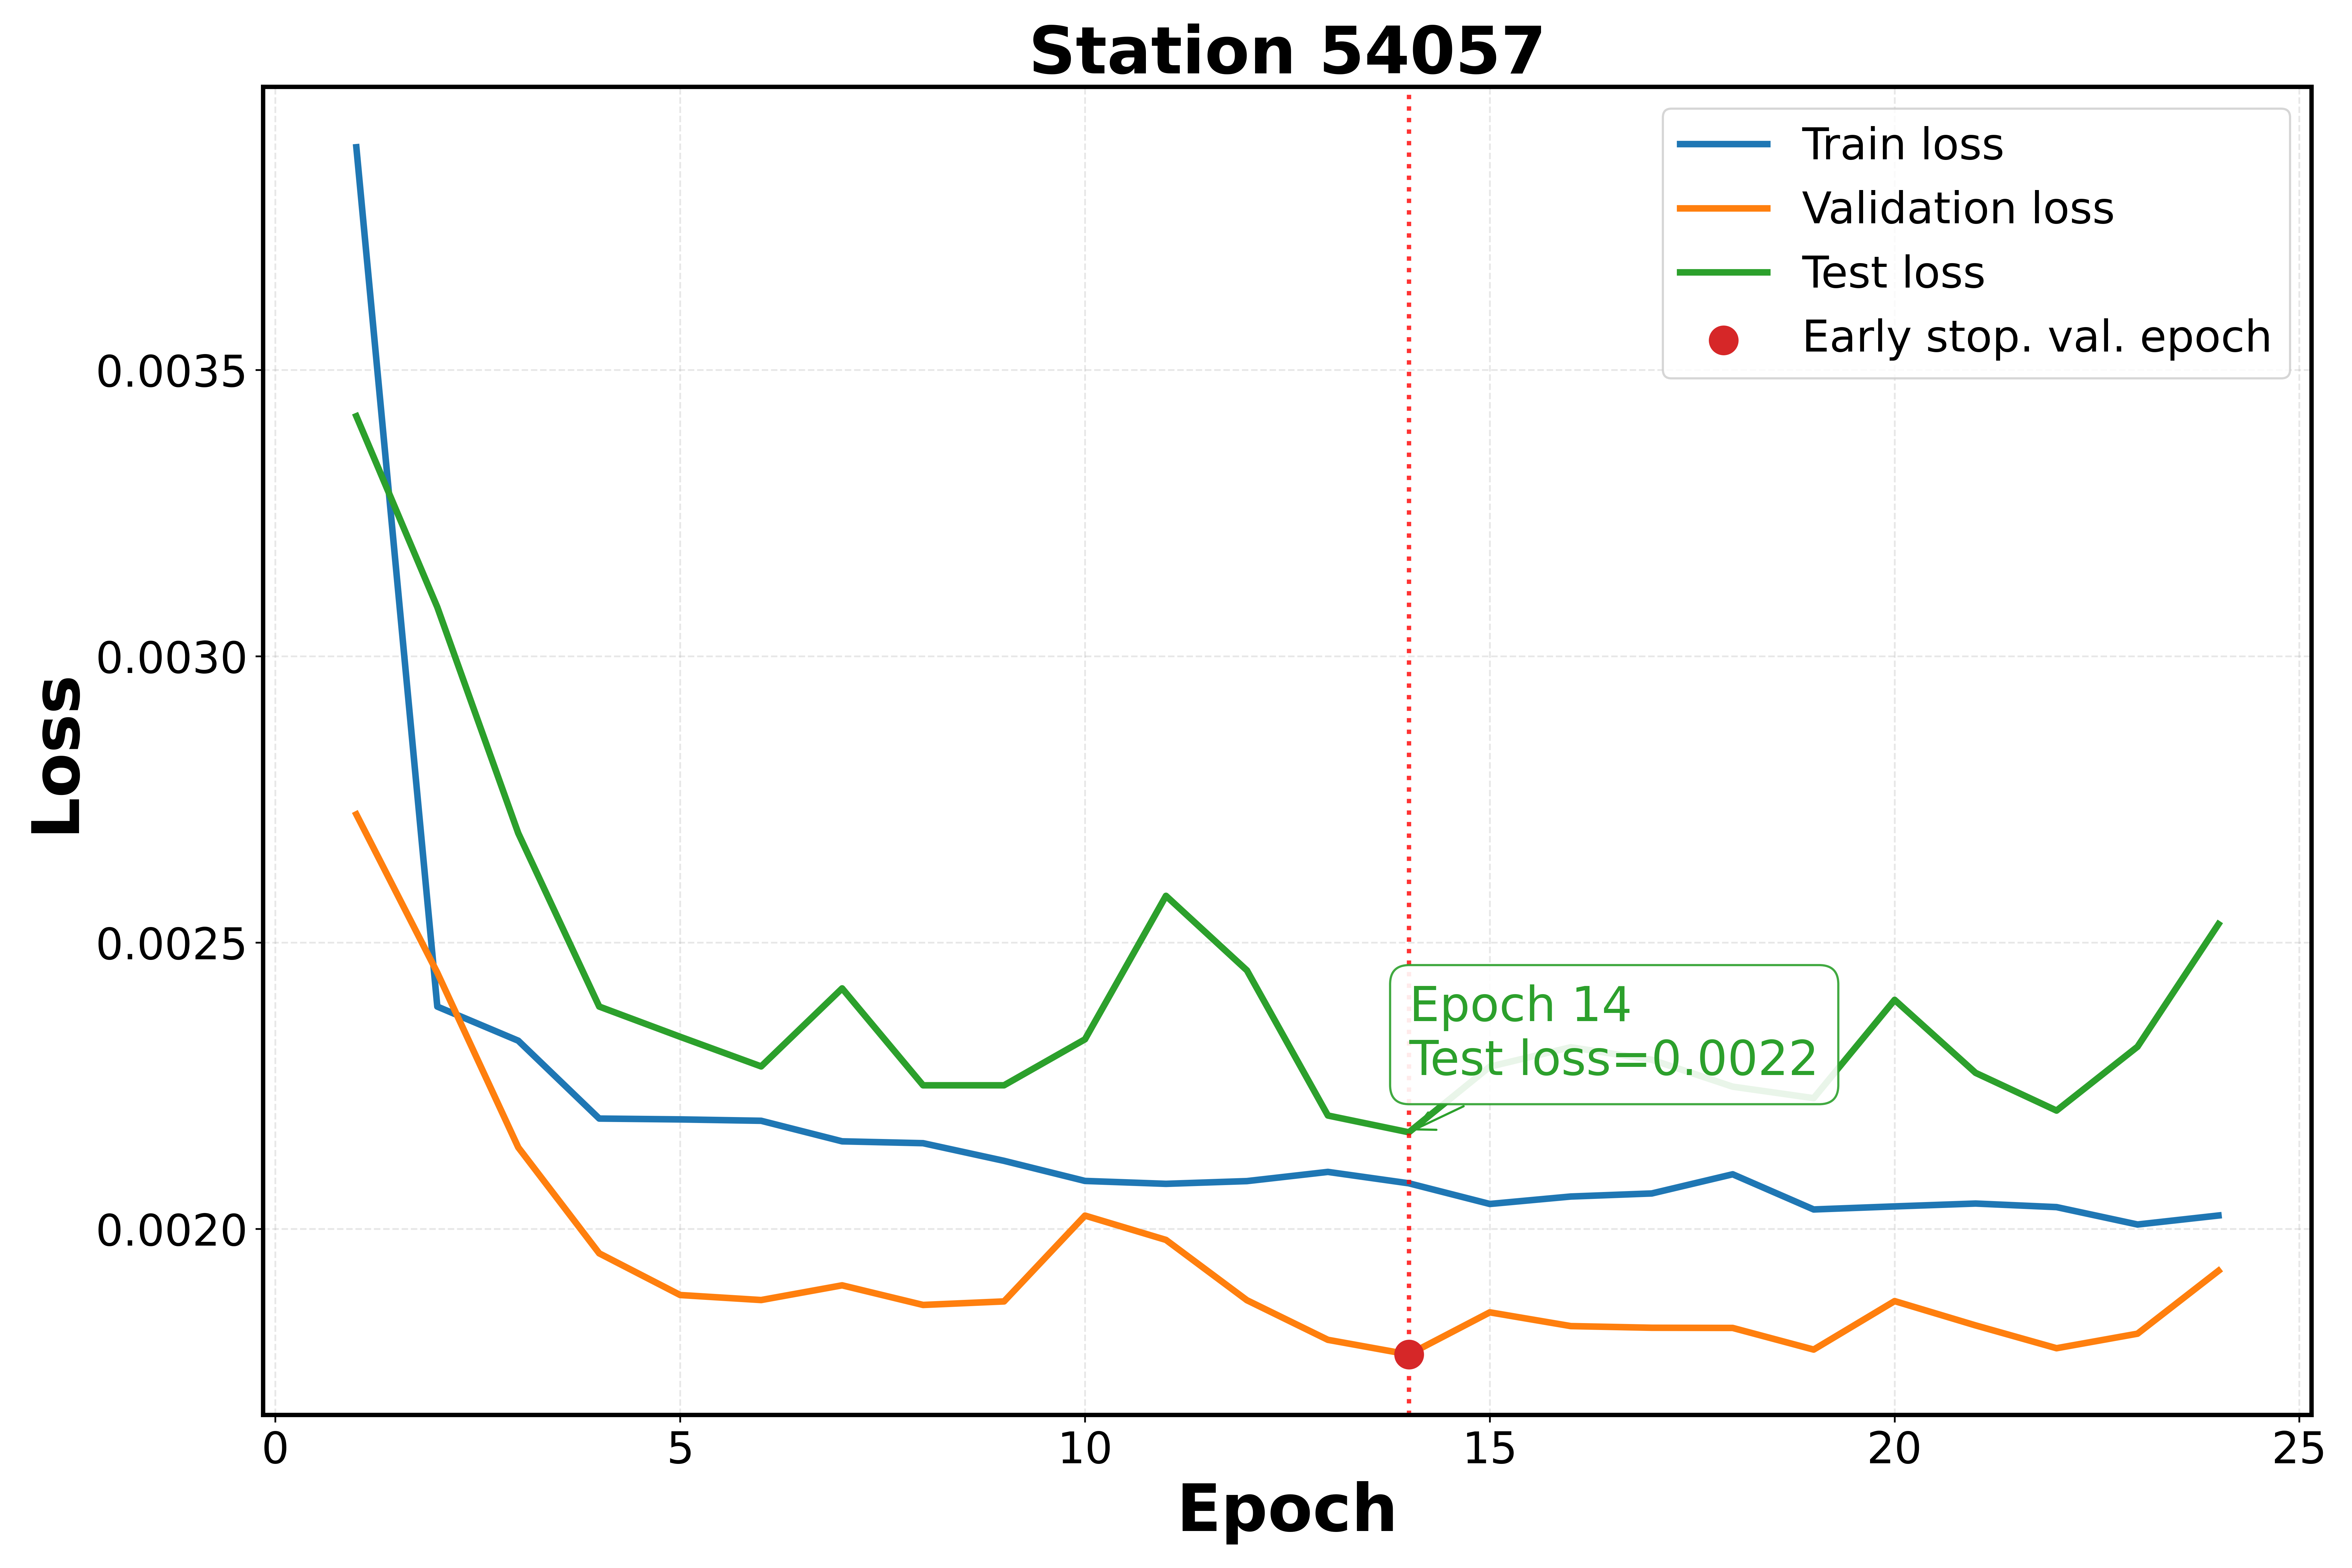 Station 54057
Train loss
Validation loss
Test loss
Early stop. val. epoch
0.0035
0.0030
0.0025
0.0020
Loss
Epoch 14
Test loss=0.0022
0
5
10
15
20
25
Epoch